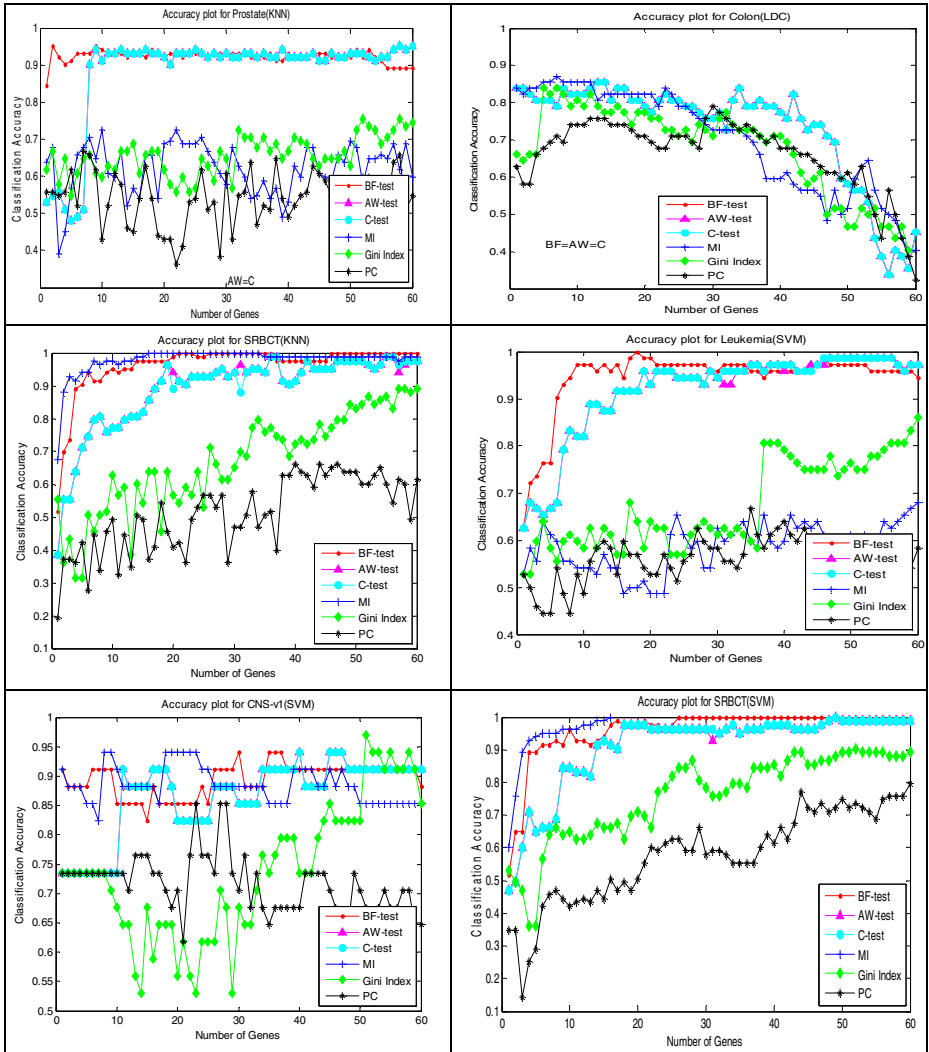 Accuracy plot for Prostate(KNN)
Classification Accuracy
1
0.9
0.8
0.7
0.6
0.5
0.4
0 10 20 30 40 50 60
AW=C
Number of Genes
BF-test
AW-test
C-test
MI
Gini Index
PC
Accuracy plot for Colon(LDC)
Classification Accuracy
1
0.9
0.8
0.7
0.6
0.5
0.4
0 10 20 30 40 50 60
BF=AW=C
Number of Genes
BF-test
AW-test
C-test
MI
Gini Index
PC
Accuracy plot for SRBCT(KNN)
Classification Accuracy
1
0.9
0.8
0.7
0.6
0.5
0.4
0.3
0.2
0.1
0 10 20 30 40 50 60
Number of Genes
BF-test
AW-test
C-test
MI
Gini Index
PC
Accuracy plot for Leukemia(SVM)
Classification Accuracy
1
0.9
0.8
0.7
0.6
0.5
0.4
0 10 20 30 40 50 60
Number of Genes
BF-test
AW-test
C-test
MI
Gini Index
PC
Accuracy plot for CNS-v1(SVM)
Classification Accuracy
1
0.95
0.9
0.85
0.8
0.75
0.7
0.65
0.6
0.55
0.5
0 10 20 30 40 50 60
Number of Genes
BF-test
AW-test
C-test
MI
Gini Index
PC
Accuracy plot for SRBCT(SVM)
Classification Accuracy
1
0.9
0.8
0.7
0.6
0.5
0.4
0.3
0.2
0.1
0 10 20 30 40 50 60
Number of Genes
BF-test
AW-test
C-test
MI
Gini Index
PC